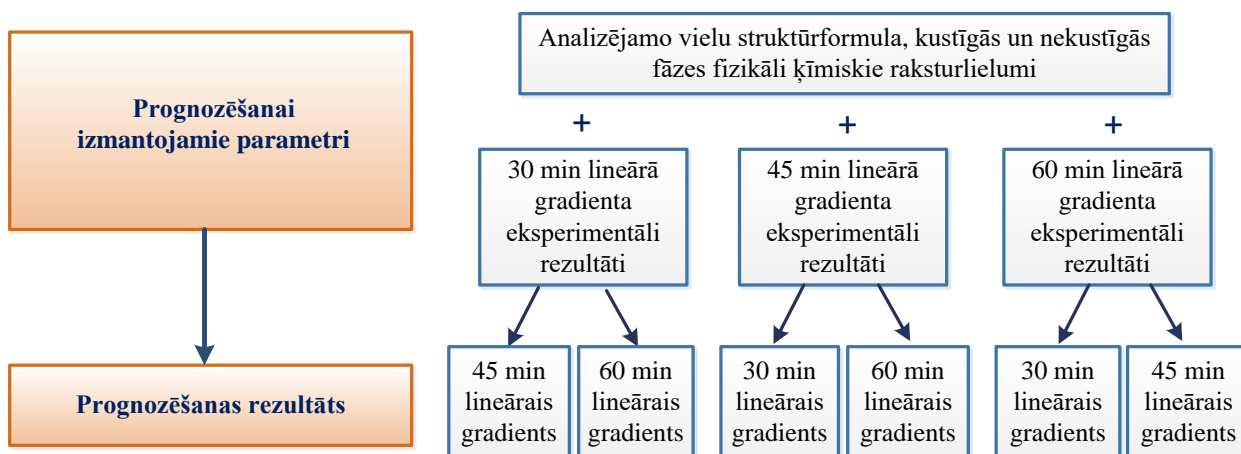 Analizējamo vielu struktūrformula, kustīgās un nekustīgās
fāzes fizikāli ķīmiskie raksturlielumi
Prognozēšanai
izmantojamie parametri
+
+
+
30 min lineārā
gradienta
eksperimentāli
rezultāti
45 min lineārā
gradienta
eksperimentāli
rezultāti
60 min lineārā
gradienta
eksperimentāli
rezultāti
Prognozēšanas rezultāts
45 min
lineārais
gradients
60 min
lineārais
gradients
30 min
lineārais
gradients
60 min
lineārais
gradients
30 min
lineārais
gradients
45 min
lineārais
gradients